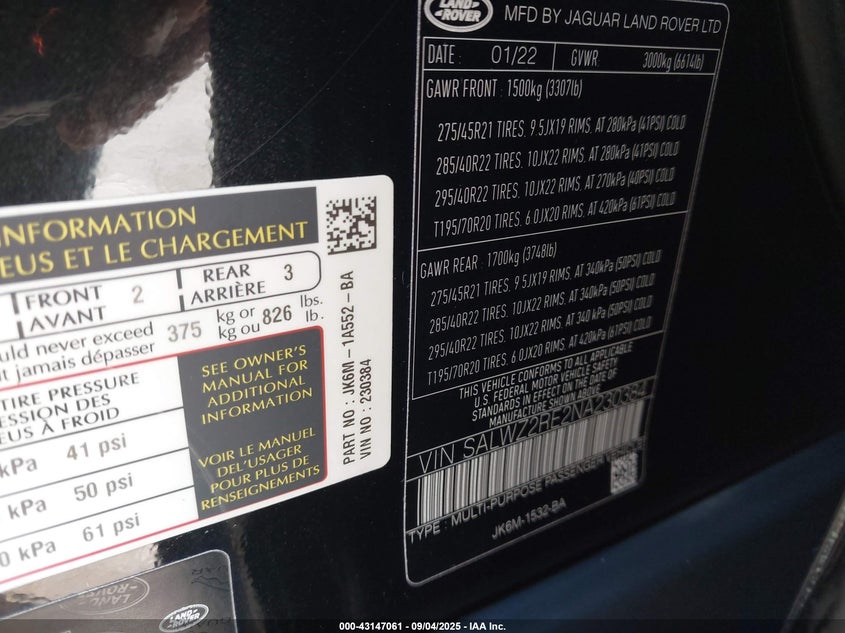 INFORMATION
EUS ET LE CHARGEMENT
FRONT 2 REAR 3
AVANT ARRIÈRE
uld never exceed 375 kg or 826 lbs.
t jamais dépasser kg ou lb.
TIRE PRESSURE
ESSION DES
EUS À FROID
kPa 41 psi
kPa 50 psi
0 kPa 61 psi
SEE OWNER'S
MANUAL FOR
ADDITIONAL
INFORMATION
VOIR LE MANUEL
DEL'USAGER
POUR PLUS DE
RENSEIGNEMENTS
PART NO : JK6M-1A552-BA
VIN NO : 230384
LAND-
ROVER
MFD BY JAGUAR LAND ROVER LTD
DATE : 01/22 GVWR: 3000kg (6614lb)
GAWR FRONT : 1500kg (3307lb)
275/45R21 TIRES, 9.5JX19 RIMS, AT 280kPa (41PSI) COLD
285/40R22 TIRES, 10JX22 RIMS, AT 280kPa (41PSI) COLD
295/40R22 TIRES, 10JX22 RIMS, AT 270kPa (40PSI) COLD
T195/70R20 TIRES, 6.0JX20 RIMS, AT 420kPa (61PSI) COLD
GAWR REAR : 1700kg (3748lb)
275/45R21 TIRES, 9.5JX19 RIMS, AT 340kPa (50PSI) COLD
285/40R22 TIRES, 10JX22 RIMS, AT 340kPa (50PSI) COLD
295/40R22 TIRES, 10JX22 RIMS, AT 340kPa (50PSI) COLD
T195/70R20 TIRES, 6.0JX20 RIMS, AT 420kPa (61PSI) COLD
THIS VEHICLE CONFORMS TO ALL APPLICABLE
U.S. FEDERAL MOTOR VEHICLE SAFETY
STANDARDS IN EFFECT ON THE DATE OF
MANUFACTURE SHOWN ABOVE.
VIN SALWZ2RE2NA230384
TYPE : MULTI-PURPOSE PASSENGER
JK6M-1532-BA
LAND-
ROVER
LAND-
ROVER
000-43147061 - 09/04/2025 - IAA Inc.